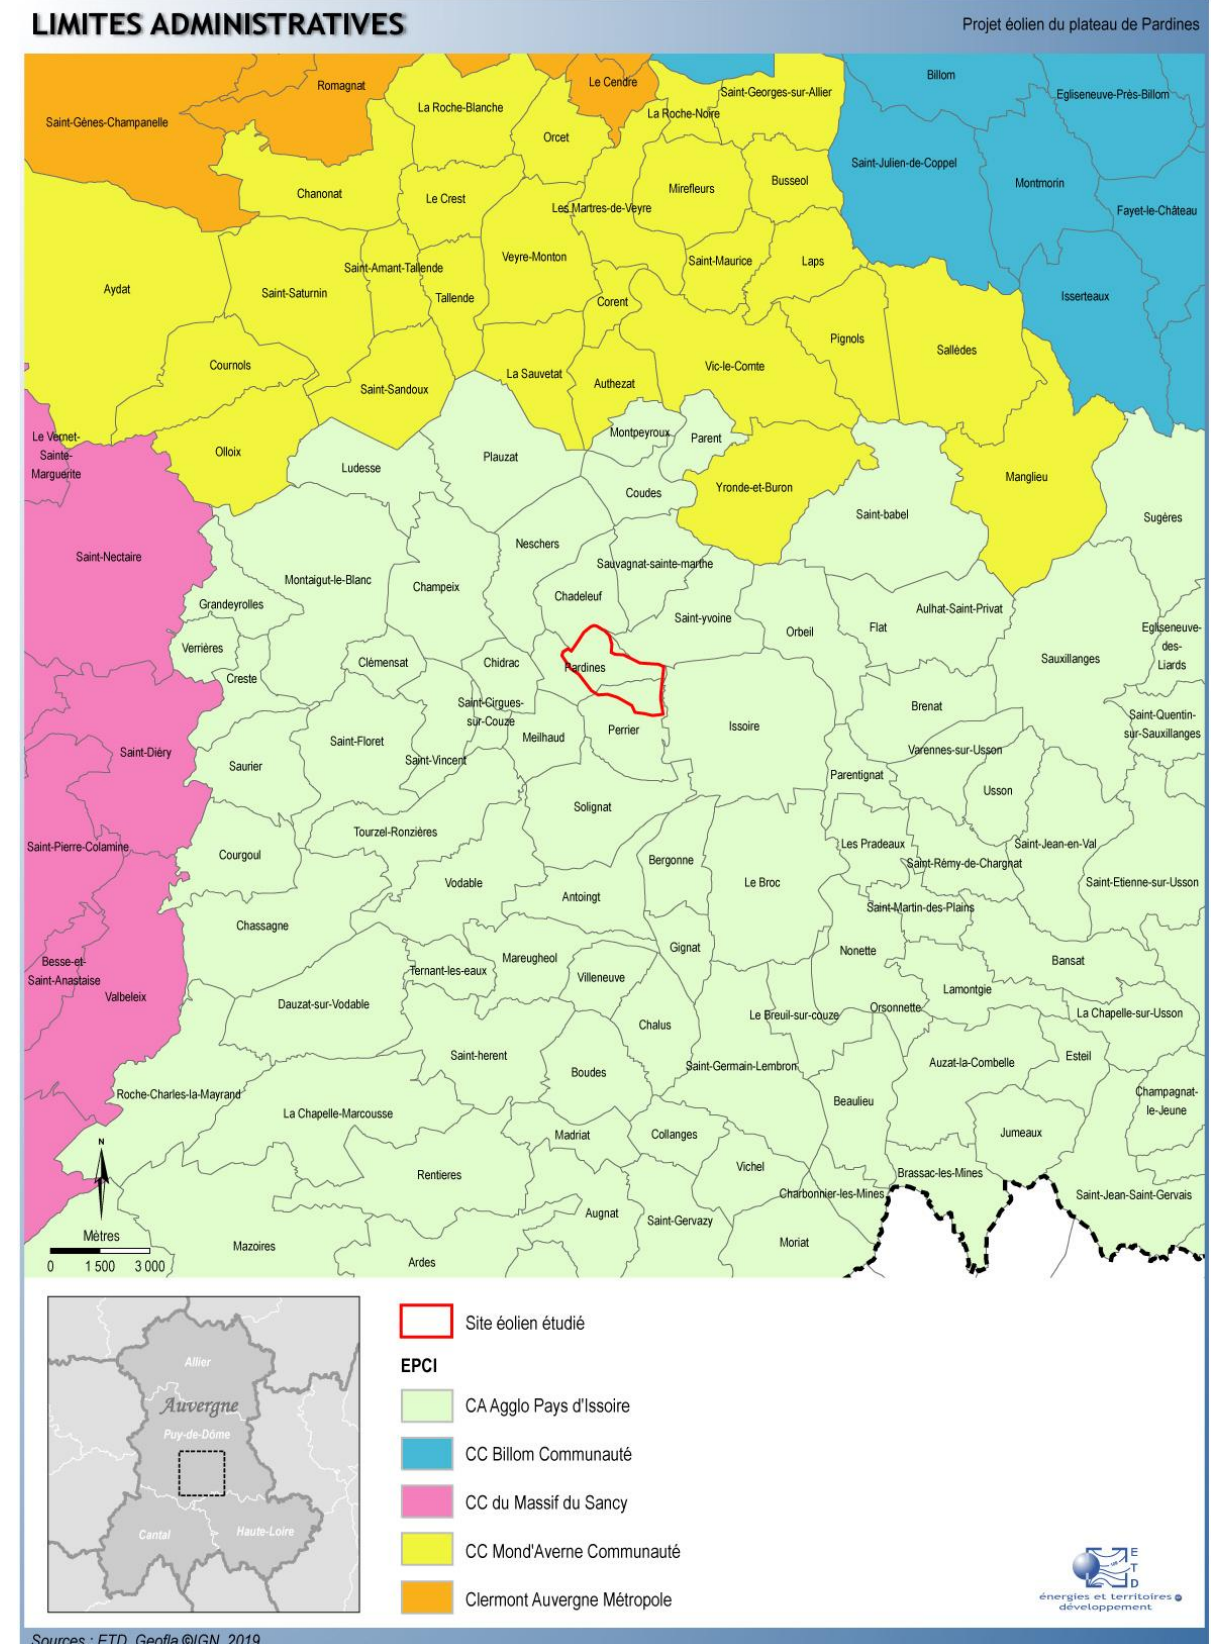 LIMITES ADMINISTRATIVES
Projet éolien du plateau de Pardines
Romagnat
Le Cendre
Billom
Saint-Georges-sur-Allier
Egliseneuve-Près-Billom
La Roche-Blanche
La Roche-Noire
Saint-Gènes-Champanelle
Orcet
Saint-Julien-de-Coppel
Montmorin
Busseol
Mirefleurs
Chanonat
Le Crest
Les Martres-de-Veyre
Fayet-le-Château
Veyre-Monton
Saint-Maurice
Laps
Saint-Amant-Tallende
Aydat
Saint-Saturnin
Tallende
Corent
Isserteaux
Pignols
Sallèdes
Cournols
Vic-le-Comte
La Sauvetat
Authezat
Saint-Sandoux
Le Vernet-
Sainte-
Marguerite
Montpeyroux
Parent
Olloix
Plauzat
Ludesse
Manglieu
Yronde-et-Buron
Coudes
Saint-babel
Sugères
Saint-Nectaire
Neschers
Sauvagnat-sainte-marthe
Montaigut-le-Blanc
Champeix
Chadeleuf
Grandeyrolles
Aulhat-Saint-Privat
Saint-yvoine
Orbeil
Flat
Egliseneuve-
des-
Liards
Verrières
Clémensat
Chidrac
Pardines
Sauxillanges
Creste
Saint-Cirgues-
sur-Couze
Brenat
Saint-Quentin-
sur-Sauxillanges
Issoire
Perrier
Meilhaud
Saint-Floret
Saint-Diéry
Varennes-sur-Usson
Saint-Vincent
Saurier
Parentignat
Usson
Solignat
Tourzel-Ronzières
Saint-Pierre-Colamine
Les Pradeaux
Saint-Jean-en-Val
Courgoul
Bergonne
Saint-Rémy-de-Chargnat
Vodable
Le Broc
Saint-Etienne-sur-Usson
Antoingt
Saint-Martin-des-Plains
Chassagne
Gignat
Nonette
Mareugheol
Bansat
Besse-et-
Saint-Anastaise
Ternant-les-eaux
Villeneuve
Lamontgie
Valbeleix
Dauzat-sur-Vodable
Orsonnette
La Chapelle-sur-Usson
Le Breuil-sur-couze
Chalus
Saint-herent
Esteil
Auzat-la-Combelle
Saint-Germain-Lembron
Boudes
Roche-Charles-la-Mayrand
Champagnat-
le-Jeune
Beaulieu
La Chapelle-Marcousse
Madriat
Collanges
Jumeaux
Vichel
Rentieres
Brassac-les-Mines
Charbonnier-les-Mines
Saint-Jean-Saint-Gervais
Augnat
Saint-Gervazy
Moriat
Mazoires
Ardes
N
Mètres
0 1 500 3 000
Allier
Auvergne
Puy-de-Dôme
Cantal
Haute-Loire
Site éolien étudié
EPCI
CA Agglo Pays d'Issoire
CC Billom Communauté
CC du Massif du Sancy
CC Mond'Averne Communauté
Clermont Auvergne Métropole
E
T
D
énergies et territoires
développement
Sources : ETD, Geofla ©IGN, 2019